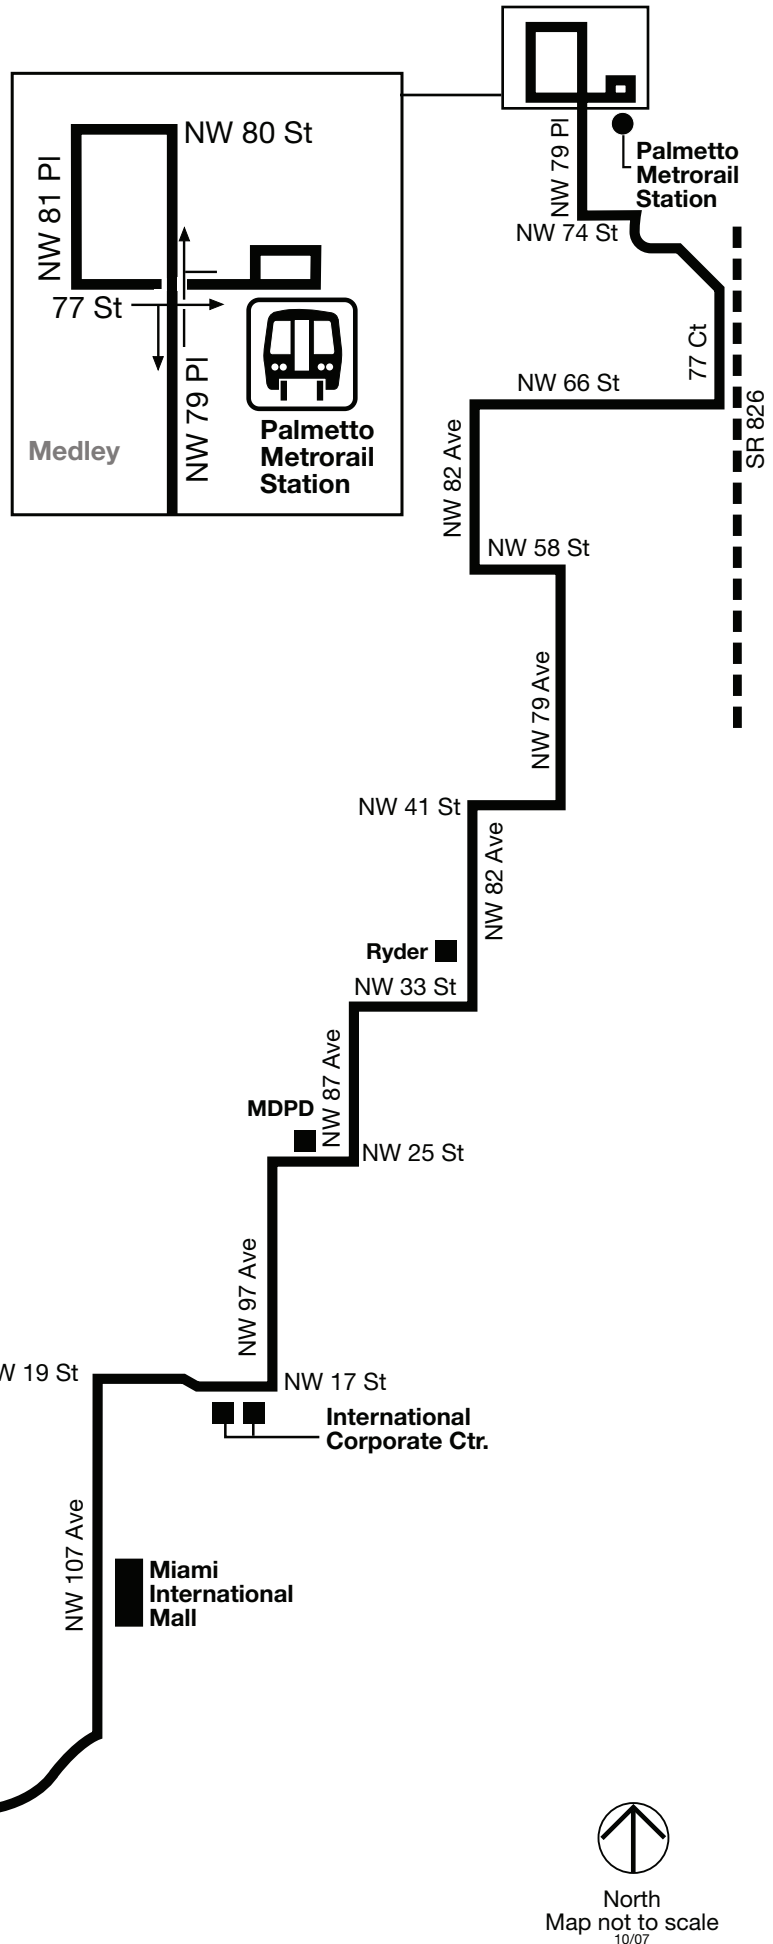 NW 80 St
NW 81 Pl
77 St
NW 79 Pl
Medley
Palmetto
Metrorail
Station
NW 79 Pl
Palmetto
Metrorail
Station
NW 74 St
77 Ct
SR 826
NW 66 St
NW 82 Ave
NW 58 St
NW 79 Ave
NW 41 St
NW 82 Ave
Ryder
NW 33 St
NW 87 Ave
MDPD
NW 25 St
NW 97 Ave
W 19 St
NW 17 St
International
Corporate Ctr.
NW 107 Ave
Miami
International
Mall
North
Map not to scale
10/07